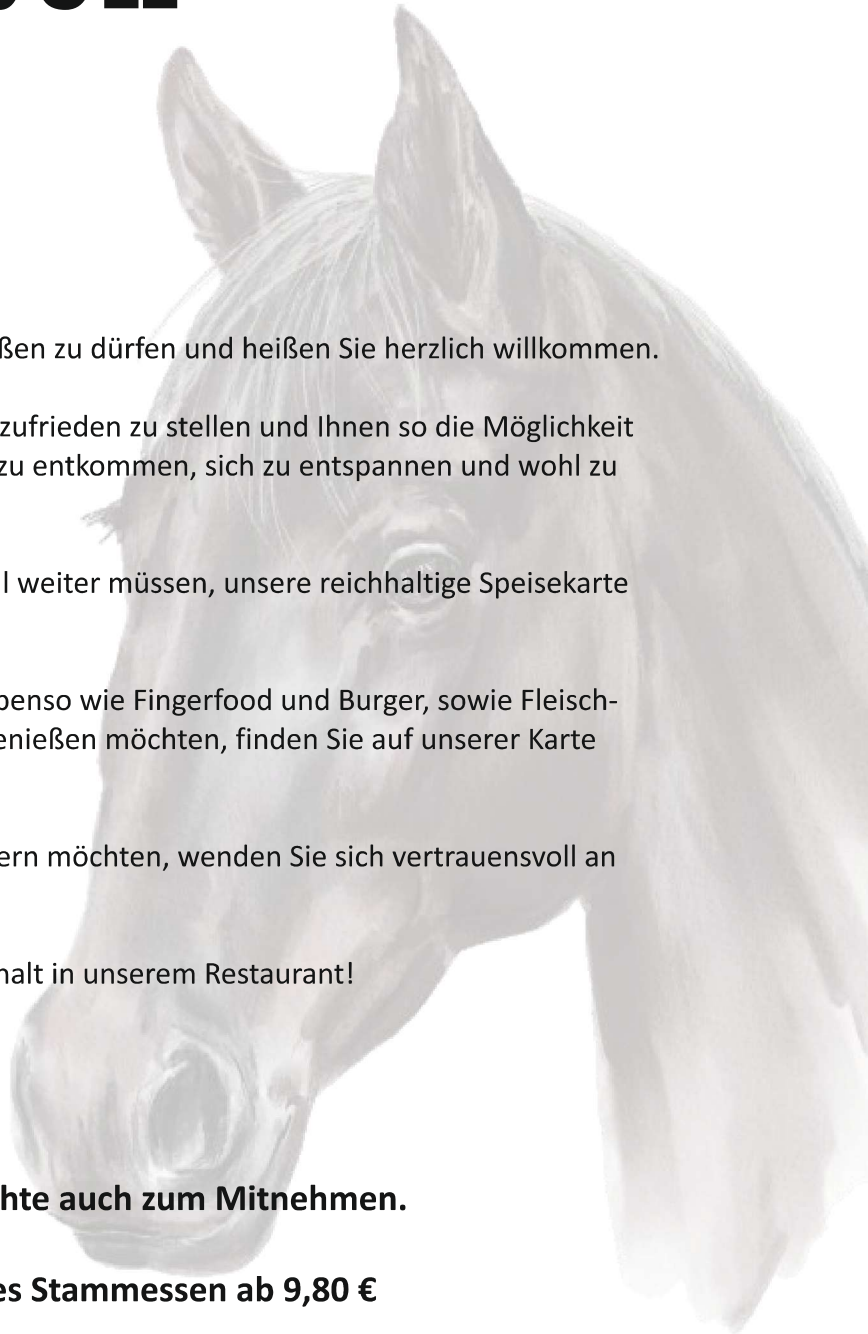 ßen zu dürfen und heißen Sie herzlich willkommen.
zufrieden zu stellen und Ihnen so die Möglichkeit
zu entkommen, sich zu entspannen und wohl zu
l weiter müssen, unsere reichhaltige Speisekarte
benso wie Fingerfood und Burger, sowie Fleisch-
enießen möchten, finden Sie auf unserer Karte
ern möchten, wenden Sie sich vertrauensvoll an
halt in unserem Restaurant!
hte auch zum Mitnehmen.
es Stammessen ab 9,80 €